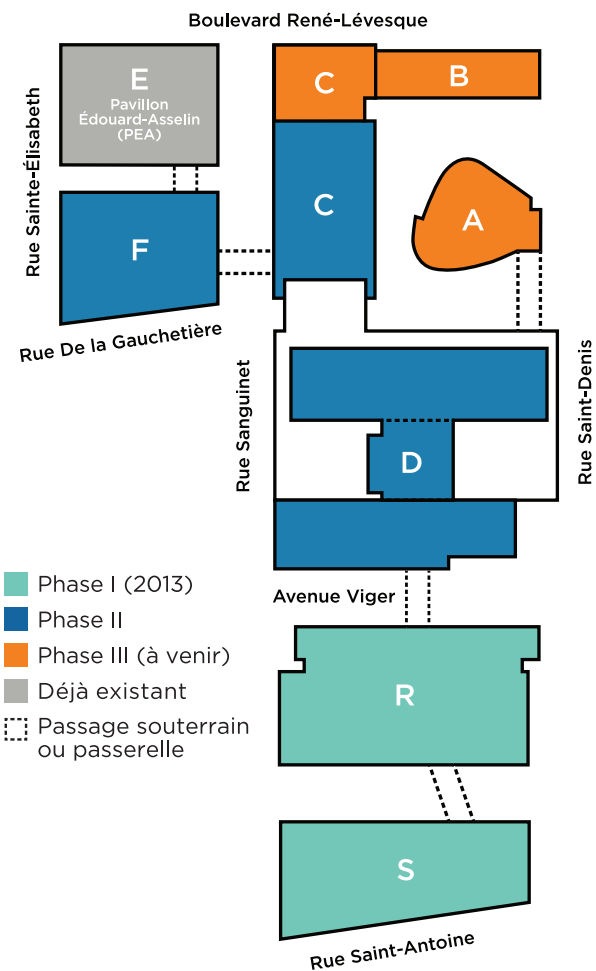 Boulevard René-Lévesque
Rue Sainte-Élisabeth
E
Pavillon
Édouard-Asselin
(PEA)
C
B
C
A
F
Rue De la Gauchetière
Rue Sanguinet
D
Rue Saint-Denis
Phase I (2013)
Phase II
Phase III (à venir)
Déjà existant
Passage souterrain
ou passerelle
Avenue Viger
R
S
Rue Saint-Antoine